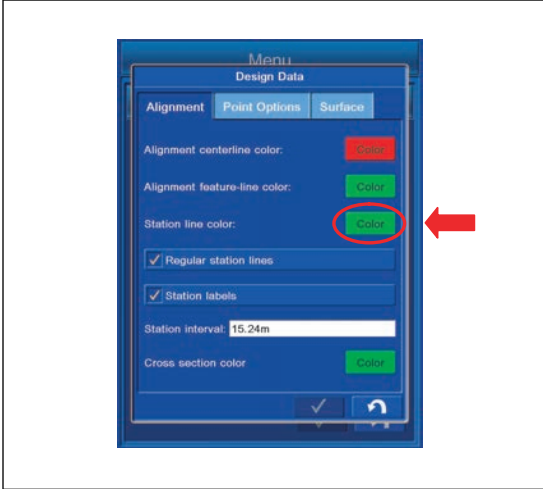 Menu
Design Data
Alignment Point Options Surface
Alignment centerline color: Color
Alignment feature-line color: Color
Station line color: Color
Regular station lines
Station labels
Station interval: 15.24m
Cross section color Color